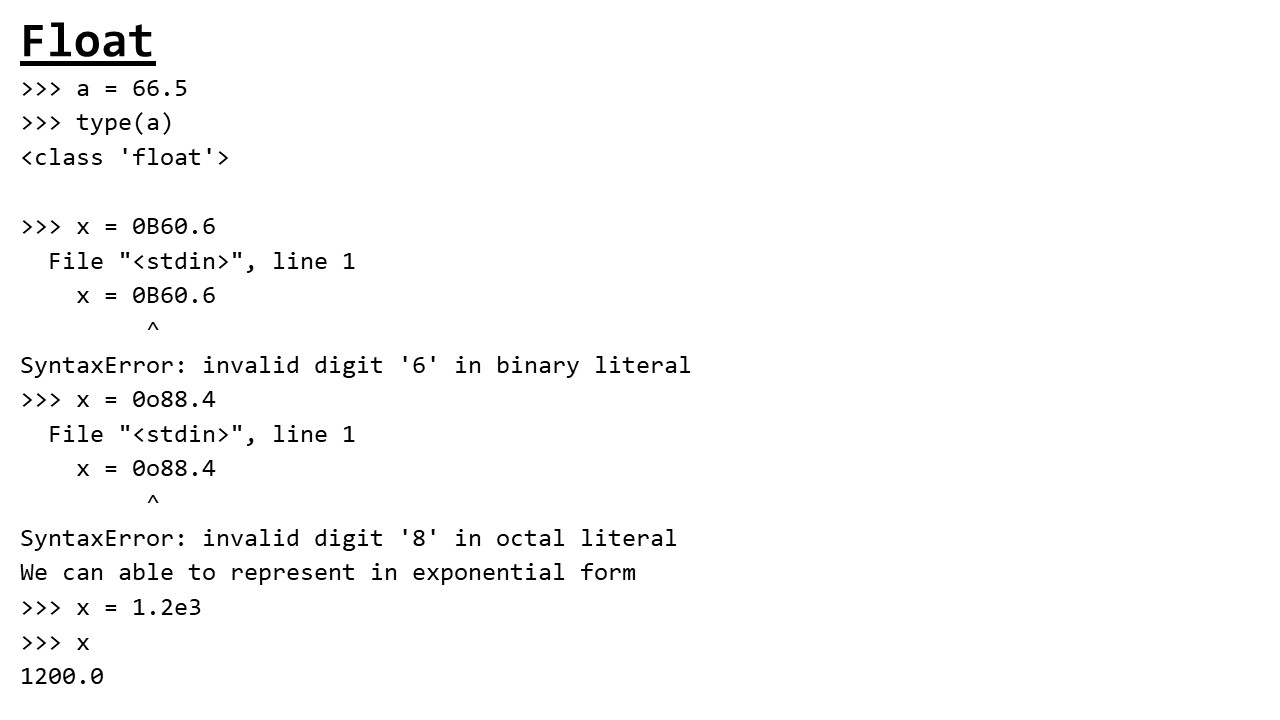 Float
>>> a = 66.5
>>> type(a)
<class 'float'>
>>> x = 0B60.6
  File "<stdin>", line 1
    x = 0B60.6
         ^
SyntaxError: invalid digit '6' in binary literal
>>> x = 0o88.4
  File "<stdin>", line 1
    x = 0o88.4
         ^
SyntaxError: invalid digit '8' in octal literal
We can able to represent in exponential form
>>> x = 1.2e3
>>> x
1200.0